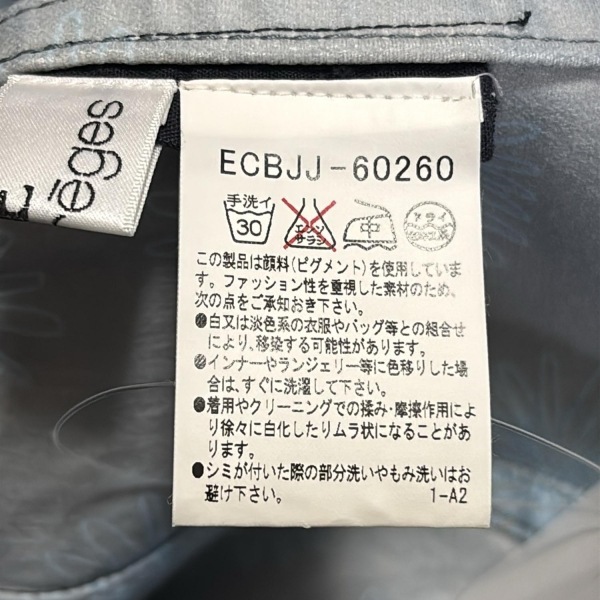 èges
ECBJJ-60260
手洗イ
30
エンソ
サラシ
中
ドライ
この製品は顔料(ピグメント)を使用していま
す。ファッション性を重視した素材のため、
次の点をご承知おき下さい。
●白又は淡色系の衣服やバッグ等との組合せ
により、移染する可能性があります。
●インナーやランジェリー等に色移りした場
合は、すぐに洗濯して下さい。
●着用やクリーニングでの揉み・摩擦作用によ
り徐々に白化したりムラ状になることがあ
ります。
●シミが付いた際の部分洗いやもみ洗いはお
避け下さい。
1-A2